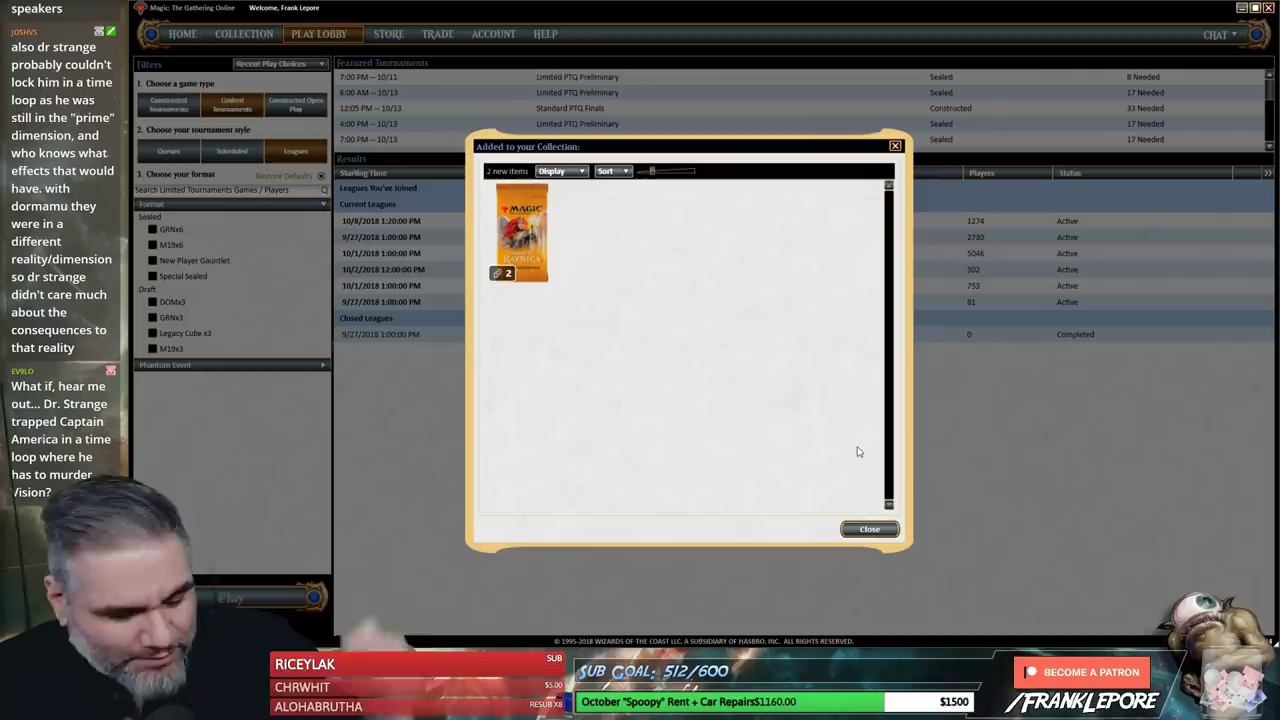 speakers
JOSHVS
also dr strange
probably couldn't
lock him in a time
loop as he was
still in the "prime"
dimension, and
who knows what
effects that would
have. with
dormamu they
were in a
different
reality/dimension
so dr strange
didn't care much
about the
consequences to
that reality
EV9LO
What if, hear me
out... Dr. Strange
trapped Captain
America in a time
loop where he
has to murder
Vision?
Magic: The Gathering Online Welcome, Frank Lepore
HOME COLLECTION PLAY LOBBY STORE TRADE ACCOUNT HELP CHAT
Filters Recent Play Choices
1. Choose a game type
Constructed Tournaments Limited Tournaments Constructed Open Play
2. Choose your tournament style
Queues Scheduled Leagues
3. Choose your format Restore Defaults
Search Limited Tournaments Games / Players
Format
Sealed
GRNx6
M19x6
New Player Gauntlet
Special Sealed
Draft
DOMx3
GRNx3
Legacy Cube x3
M19x3
Phantom Event
Play
Featured Tournaments
7:00 PM -- 10/11 Limited PTQ Preliminary Sealed 8 Needed
6:00 AM -- 10/13 Limited PTQ Preliminary Sealed 17 Needed
12:05 PM -- 10/13 Standard PTQ Finals Constructed 33 Needed
4:00 PM -- 10/13 Limited PTQ Preliminary Sealed 17 Needed
7:00 PM -- 10/13 Sealed 17 Needed
Results
Starting Time Players Status
Leagues You've Joined
Current Leagues
10/8/2018 1:20:00 PM 1274 Active
9/27/2018 1:00:00 PM 2730 Active
10/1/2018 1:00:00 PM 5046 Active
10/2/2018 12:00:00 PM 302 Active
10/1/2018 1:00:00 PM 753 Active
9/27/2018 1:00:00 PM 81 Active
Closed Leagues
9/27/2018 1:00:00 PM 0 Completed
Added to your Collection:
2 new items Display Sort
MAGIC
RAVNICA
2
Close
© 1995-2018 WIZARDS OF THE COAST LLC. A SUBSIDIARY OF HASBRO, INC. ALL RIGHTS RESERVED.
RICEYLAK SUB
CHRWHIT $5.00
ALOHABRUTHA RESUB X8
SUB GOAL: 512/600
October "Spoopy" Rent + Car Repairs $1160.00 $1500
BECOME A PATRON
/FRANKLEPORE